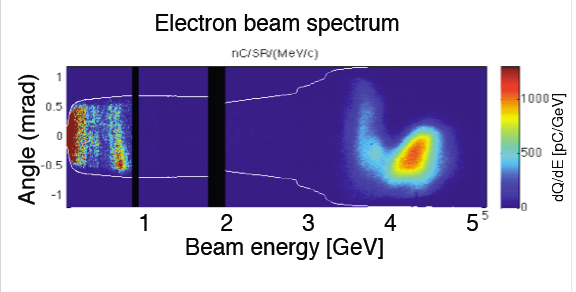 Electron beam spectrum
nC/SR/(MeV/c)
Angle (mrad)
1
0.5
0
-0.5
-1
1 2 3 4 5
5
Beam energy [GeV]
1000
500
0
dQ/dE [pC/GeV]